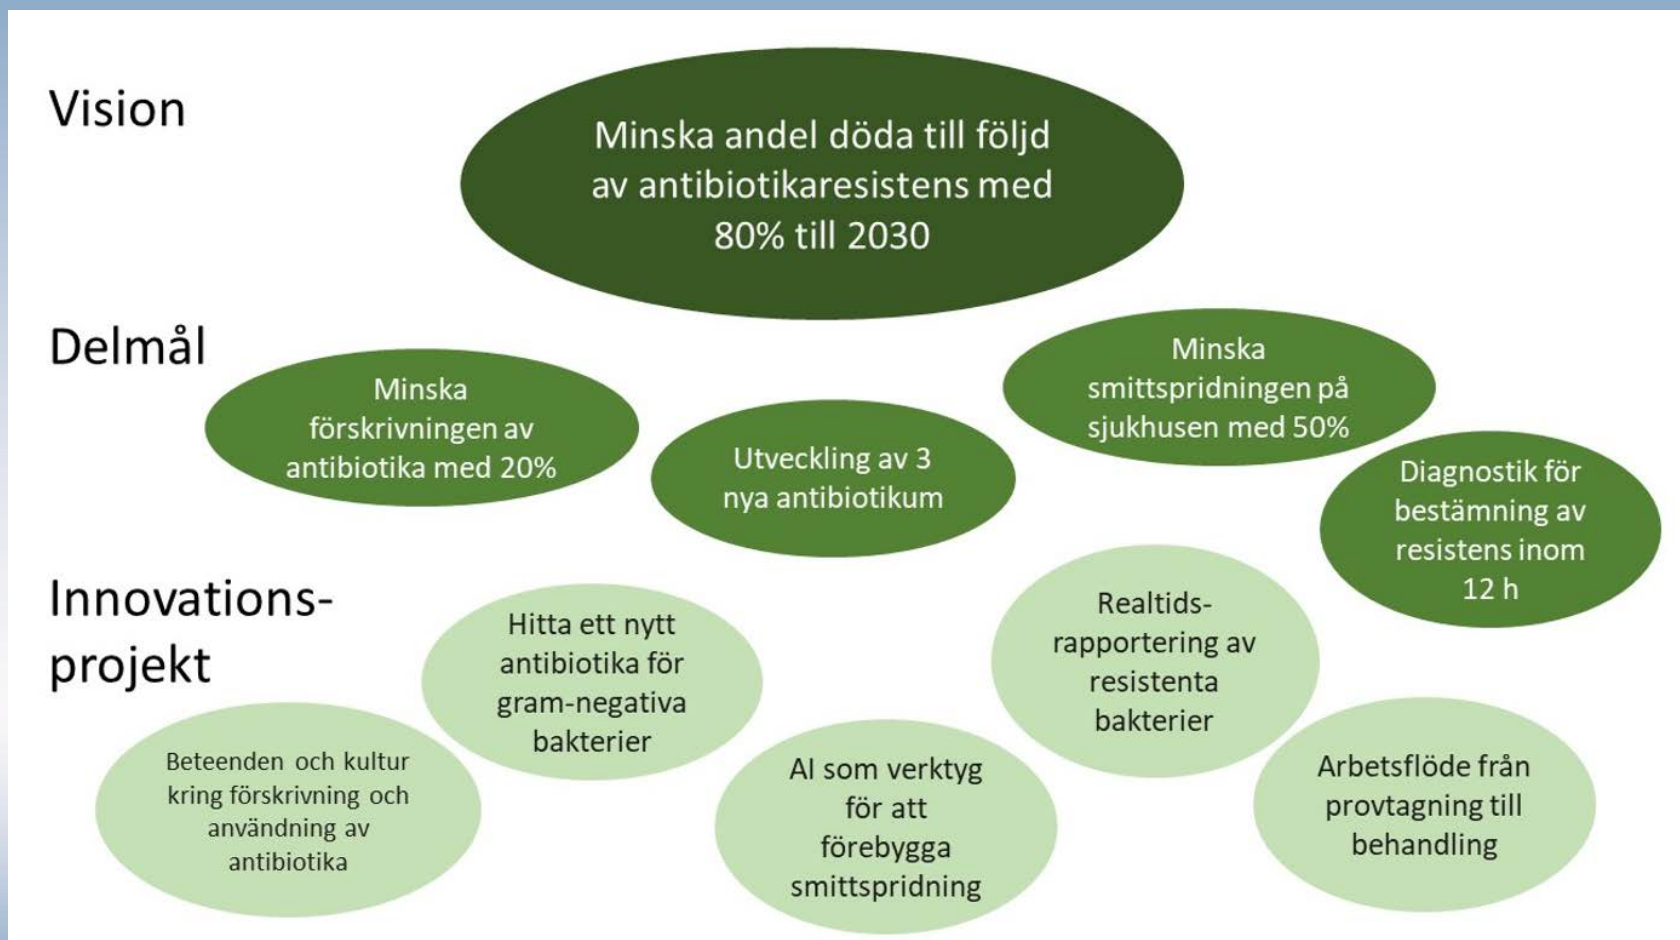 Vision
Minska andel döda till följd
av antibiotikaresistens med
80% till 2030
Delmål
Minska
förskrivningen av
antibiotika med 20%
Utveckling av 3
nya antibiotikum
Minska
smittspridningen på
sjukhusen med 50%
Diagnostik för
bestämning av
resistens inom
12 h
Innovations-
projekt
Beteenden och kultur
kring förskrivning och
användning av
antibiotika
Hitta ett nytt
antibiotika för
gram-negativa
bakterier
AI som verktyg
för att
förebygga
smittspridning
Realtids-
rapportering av
resistenta
bakterier
Arbetsflöde från
provtagning till
behandling